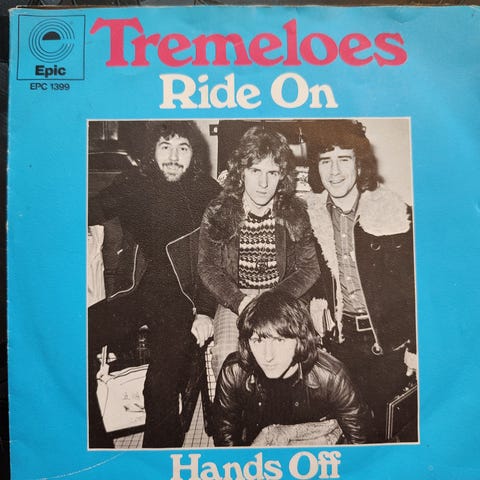 Tremeloes
Epic
EPC 1399
Ride On
Hands Off